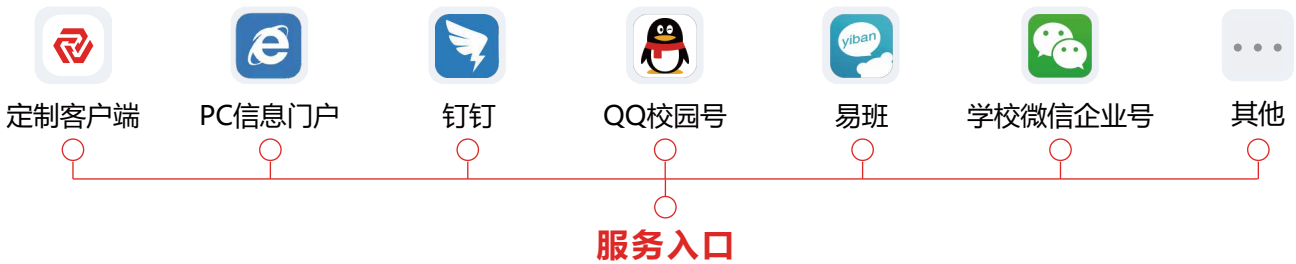 yiban
定制客户端
PC信息门户
钉钉
QQ校园号
易班
学校微信企业号
其他
服务入口